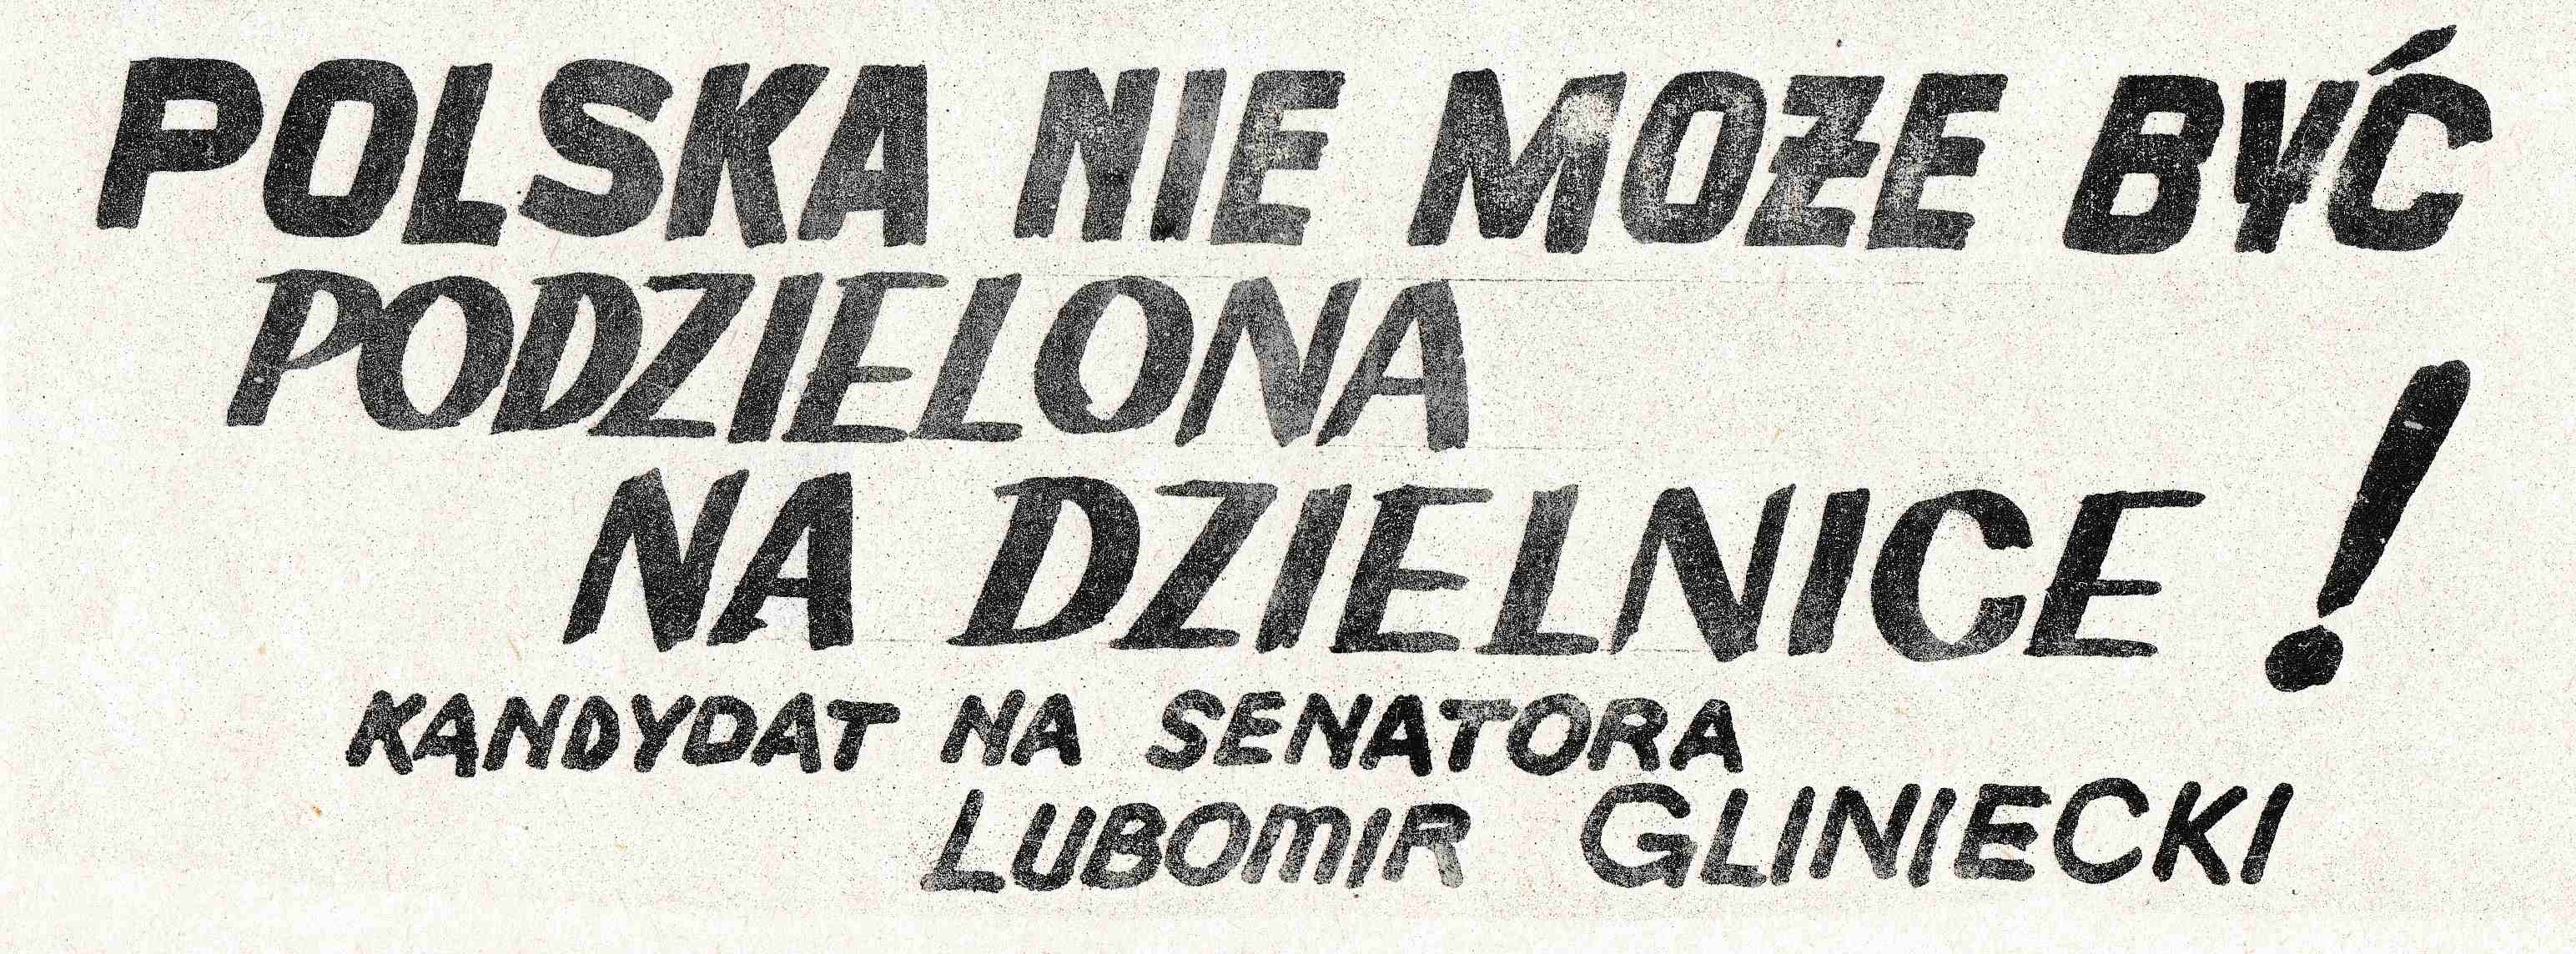 POLSKA NIE MOŻE BYĆ
PODZIELONA
NA DZIELNICE!
KANDYDAT NA SENATORA
LUBOMIR GLINIECKI